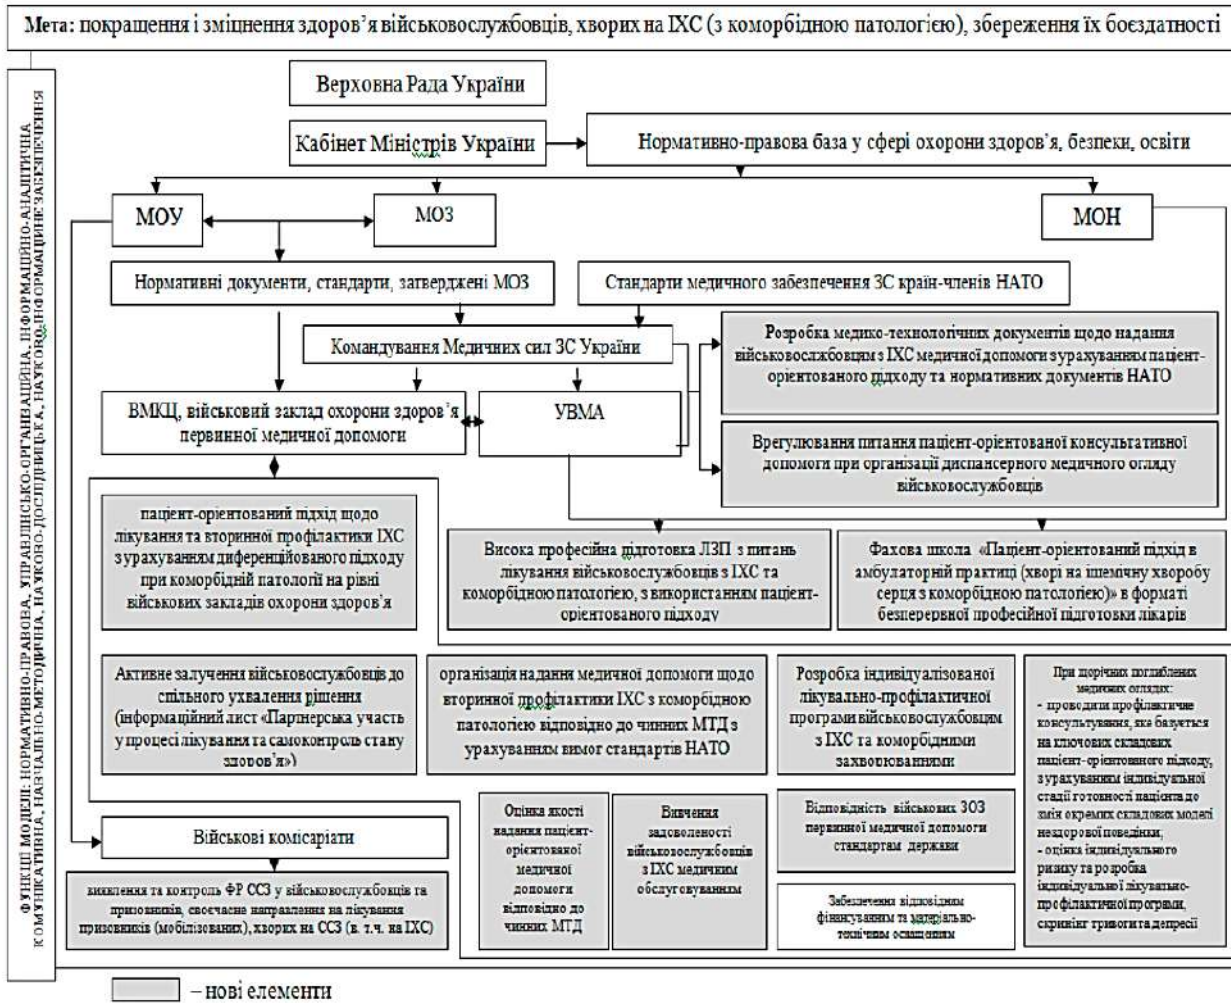 Мета: покращення і зміцнення здоров’я військовослужбовців, хворих на ІХС (з коморбідною патологією), збереження їх боєздатності
ФУНКЦІЇ МОДЕЛІ: НОРМАТИВНО-ПРАВОВА, УПРАВЛІНСЬКО-ОРГАНІЗАЦІЙНА, ІНФОРМАЦІЙНО-АНАЛІТИЧНА
КОМУНІКАТИВНА, НАВЧАЛЬНО-МЕТОДИЧНА, НАУКОВО-ДОСЛІДНИЦЬКА, НАУКОВО-ІНФОРМАЦІЙНЕ ЗАБЕЗПЕЧЕННЯ
Верховна Рада України
Кабінет Міністрів України
Нормативно-правова база у сфері охорони здоров’я, безпеки, освіти
МОУ
МОЗ
МОН
Нормативні документи, стандарти, затверджені МОЗ
Стандарти медичного забезпечення ЗС країн-членів НАТО
Командування Медичних сил ЗС України
Розробка медико-технологічних документів щодо надання
військовослжбовцям з ІХС медичної допомоги з урахуванням пацієнт-
орієнтованого підходу та нормативних документів НАТО
ВМКЦ, військовий заклад охорони здоров’я
первинної медичної допомоги
УВМА
Врегулювання питання пацієнт-орієнтованої консультативної
допомоги при організації диспансерного медичного огляду
військовослужбовців
пацієнт-орієнтований підхід щодо
лікування та вторинної профілактики ІХС
з урахуванням диференційованого підходу
при коморбідній патології на рівні
військових закладів охорони здоров’я
Висока професійна підготовка ЛЗП з питань
лікування військовослужбовців з ІХС та
коморбідною патологією, з використанням пацієнт-
орієнтованого підходу
Фахова школа «Пацієнт-орієнтований підхід в
амбулаторній практиці (хворі на ішемічну хворобу
серця з коморбідною патологією)» в форматі
безперервної професійної підготовки лікарів
Активне залучення військовослужбовців до
спільного ухвалення рішення
(інформаційний лист «Партнерська участь
у процесі лікування та самоконтроль стану
здоров’я»)
організація надання медичної допомоги щодо
вторинної профілактики ІХС з коморбідною
патологією відповідно до чинних МТД з
урахуванням вимог стандартів НАТО
Розробка індивідуалізованої
лікувально-профілактичної
програми військовослужбовцям
з ІХС та коморбідними
захворюваннями
При щорічних поглиблених
медичних оглядах:
- проводити профілактичне
консультування, яке базується
на ключових складових
пацієнт-орієнтованого підходу,
з урахуванням індивідуальної
стадії готовності пацієнта до
змін окремих складових моделі
нездорової поведінки;
- оцінка індивідуального
ризику та розробка
індивідуальної лікувально-
профілактичної програми,
скринінг тривоги та депресії
Військові комісаріати
виявлення та контроль ФР ССЗ у військовослужбовців та
призовників, своєчасне направлення на лікування
призовників (мобілізованих), хворих на ССЗ (в. т.ч. на ІХС)
Оцінка якості
надання пацієнт-
орієнтованої
медичної
допомоги
відповідно до
чинних МТД
Вивчення
задоволеності
військовослужбовців
з ІХС медичним
обслуговуванням
Відповідність військових ЗОЗ
первинної медичної допомоги
стандартам держави
Забезпечення відповідним
фінансуванням та матеріально-
технічним оснащенням
– нові елементи